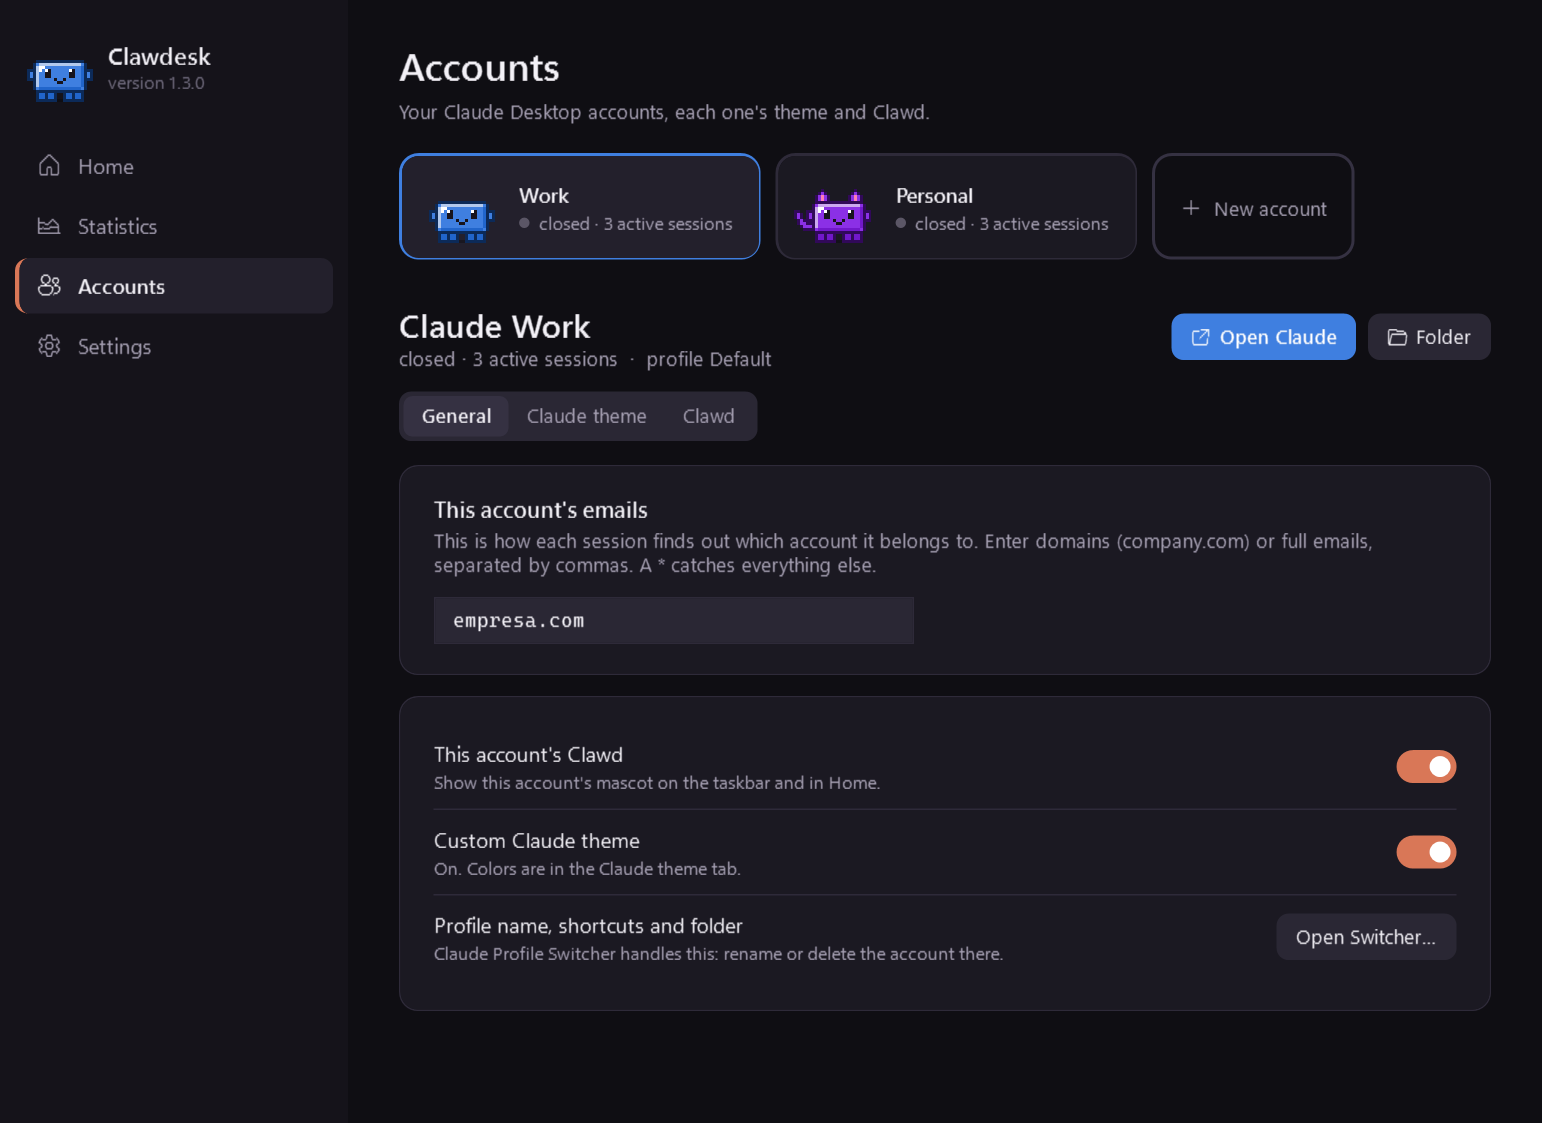 Clawdesk
version 1.3.0
Home
Statistics
Accounts
Settings
Accounts
Your Claude Desktop accounts, each one's theme and Clawd.
Work
closed · 3 active sessions
Personal
closed · 3 active sessions
New account
Claude Work
closed · 3 active sessions · profile Default
Open Claude
Folder
General
Claude theme
Clawd
This account's emails
This is how each session finds out which account it belongs to. Enter domains (company.com) or full emails,
separated by commas. A * catches everything else.
empresa.com
This account's Clawd
Show this account's mascot on the taskbar and in Home.
Custom Claude theme
On. Colors are in the Claude theme tab.
Profile name, shortcuts and folder
Claude Profile Switcher handles this: rename or delete the account there.
Open Switcher...